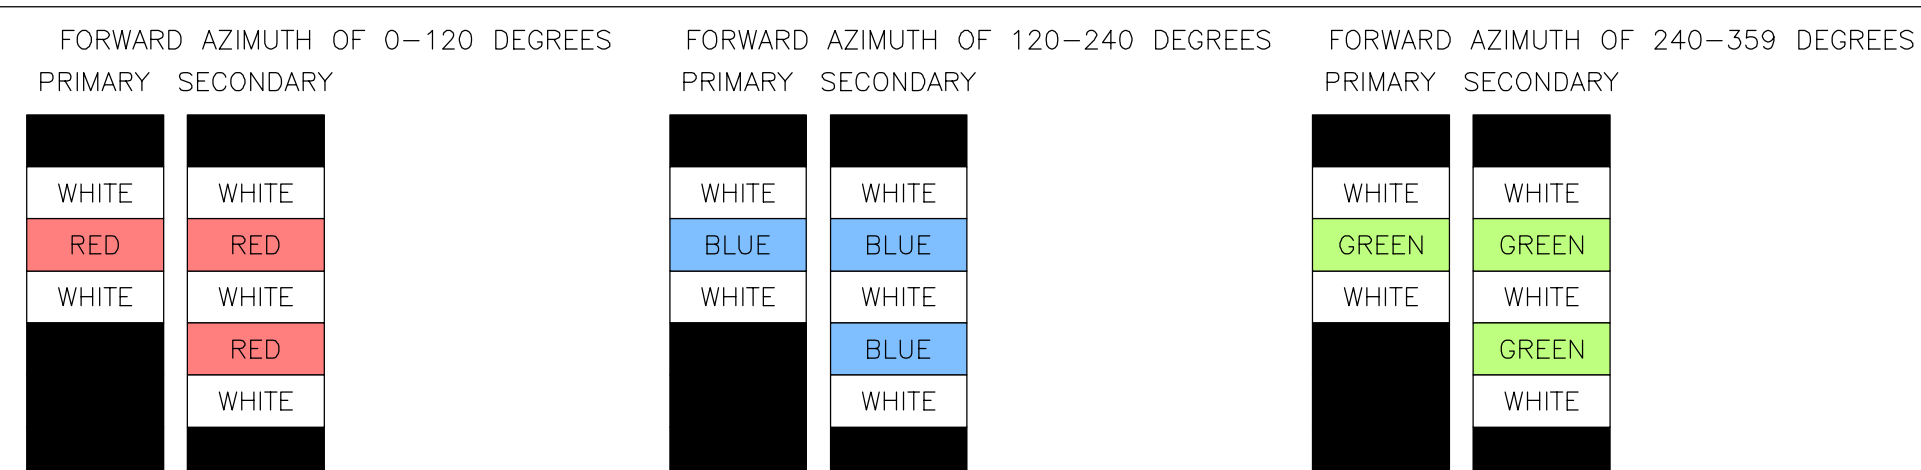 FORWARD AZIMUTH OF 0-120 DEGREES
PRIMARY SECONDARY
WHITE WHITE
RED RED
WHITE WHITE
RED
WHITE
FORWARD AZIMUTH OF 120-240 DEGREES
PRIMARY SECONDARY
WHITE WHITE
BLUE BLUE
WHITE WHITE
BLUE
WHITE
FORWARD AZIMUTH OF 240-359 DEGREES
PRIMARY SECONDARY
WHITE WHITE
GREEN GREEN
WHITE WHITE
GREEN
WHITE